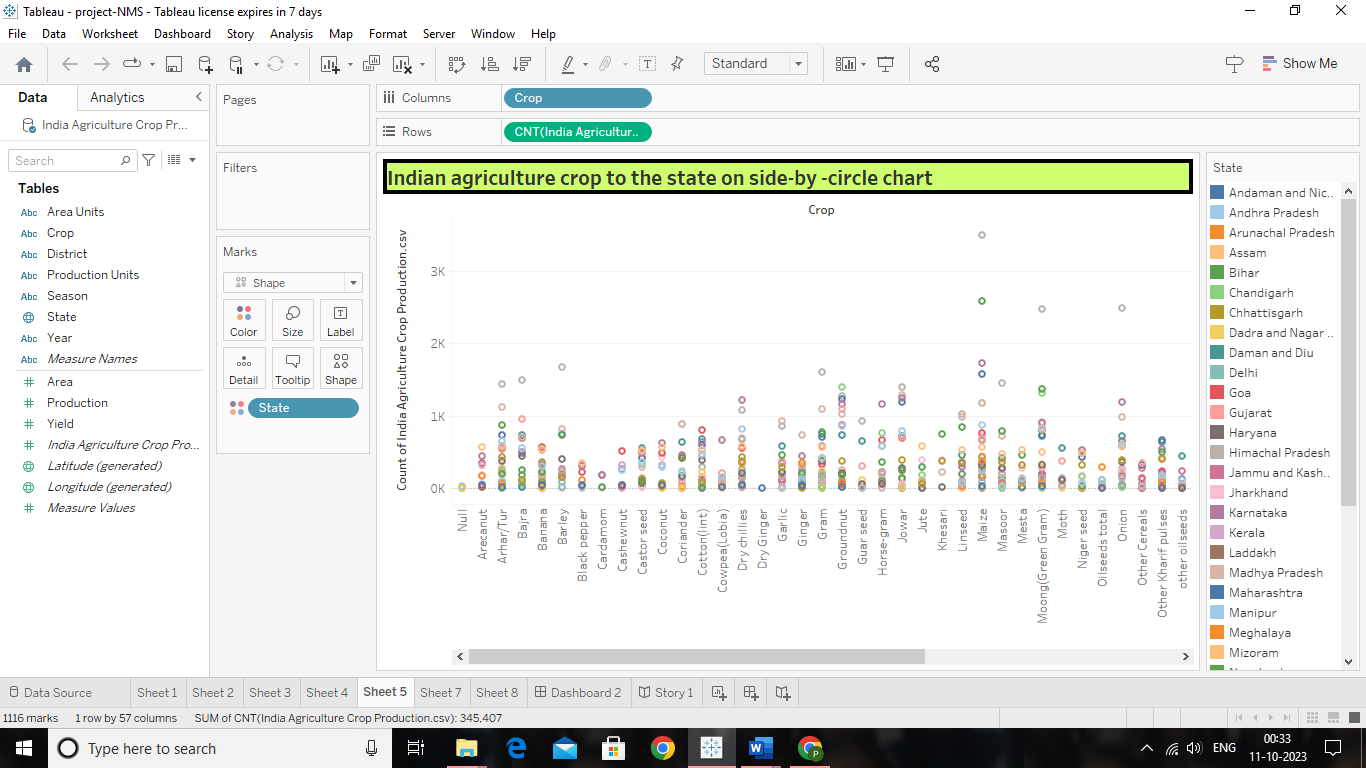 Tableau - project-NMS - Tableau license expires in 7 days
File Data Worksheet Dashboard Story Analysis Map Format Server Window Help
Standard
Show Me
Data Analytics
India Agriculture Crop Pr...
Search
Tables
Abc Area Units
Abc Crop
Abc District
Abc Production Units
Abc Season
State
Abc Year
Abc Measure Names
Area
Production
Yield
India Agriculture Crop Pro...
Latitude (generated)
Longitude (generated)
Measure Values
Pages
Filters
Marks
Shape
Color Size Label
Detail Tooltip Shape
State
Columns Crop
Rows CNT(India Agricultur..
Indian agriculture crop to the state on side-by -circle chart
Crop
Count of India Agriculture Crop Production.csv
3K
2K
1K
0K
Null
Arecanut
Arhar/Tur
Bajra
Banana
Barley
Black pepper
Cardamom
Cashewnut
Castor seed
Coconut
Coriander
Cotton(lint)
Cowpea(Lobia)
Dry chillies
Dry Ginger
Garlic
Ginger
Gram
Groundnut
Guar seed
Horse-gram
Jowar
Jute
Khesari
Linseed
Maize
Masoor
Mesta
Moong(Green Gram)
Moth
Niger seed
Oilseeds total
Onion
Other Cereals
Other Kharif pulses
other oilseeds
State
Andaman and Nic..
Andhra Pradesh
Arunachal Pradesh
Assam
Bihar
Chandigarh
Chhattisgarh
Dadra and Nagar ..
Daman and Diu
Delhi
Goa
Gujarat
Haryana
Himachal Pradesh
Jammu and Kash..
Jharkhand
Karnataka
Kerala
Laddakh
Madhya Pradesh
Maharashtra
Manipur
Meghalaya
Mizoram
Data Source Sheet 1 Sheet 2 Sheet 3 Sheet 4 Sheet 5 Sheet 7 Sheet 8 Dashboard 2 Story 1
1116 marks 1 row by 57 columns SUM of CNT(India Agriculture Crop Production.csv): 345,407
Type here to search
ENG
00:33
11-10-2023